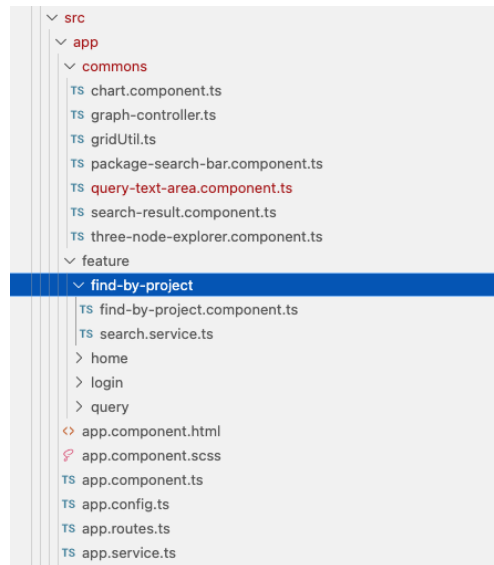 src
app
commons
TS chart.component.ts
TS graph-controller.ts
TS gridUtil.ts
TS package-search-bar.component.ts
TS query-text-area.component.ts
TS search-result.component.ts
TS three-node-explorer.component.ts
feature
find-by-project
TS find-by-project.component.ts
TS search.service.ts
home
login
query
app.component.html
app.component.scss
TS app.component.ts
TS app.config.ts
TS app.routes.ts
TS app.service.ts